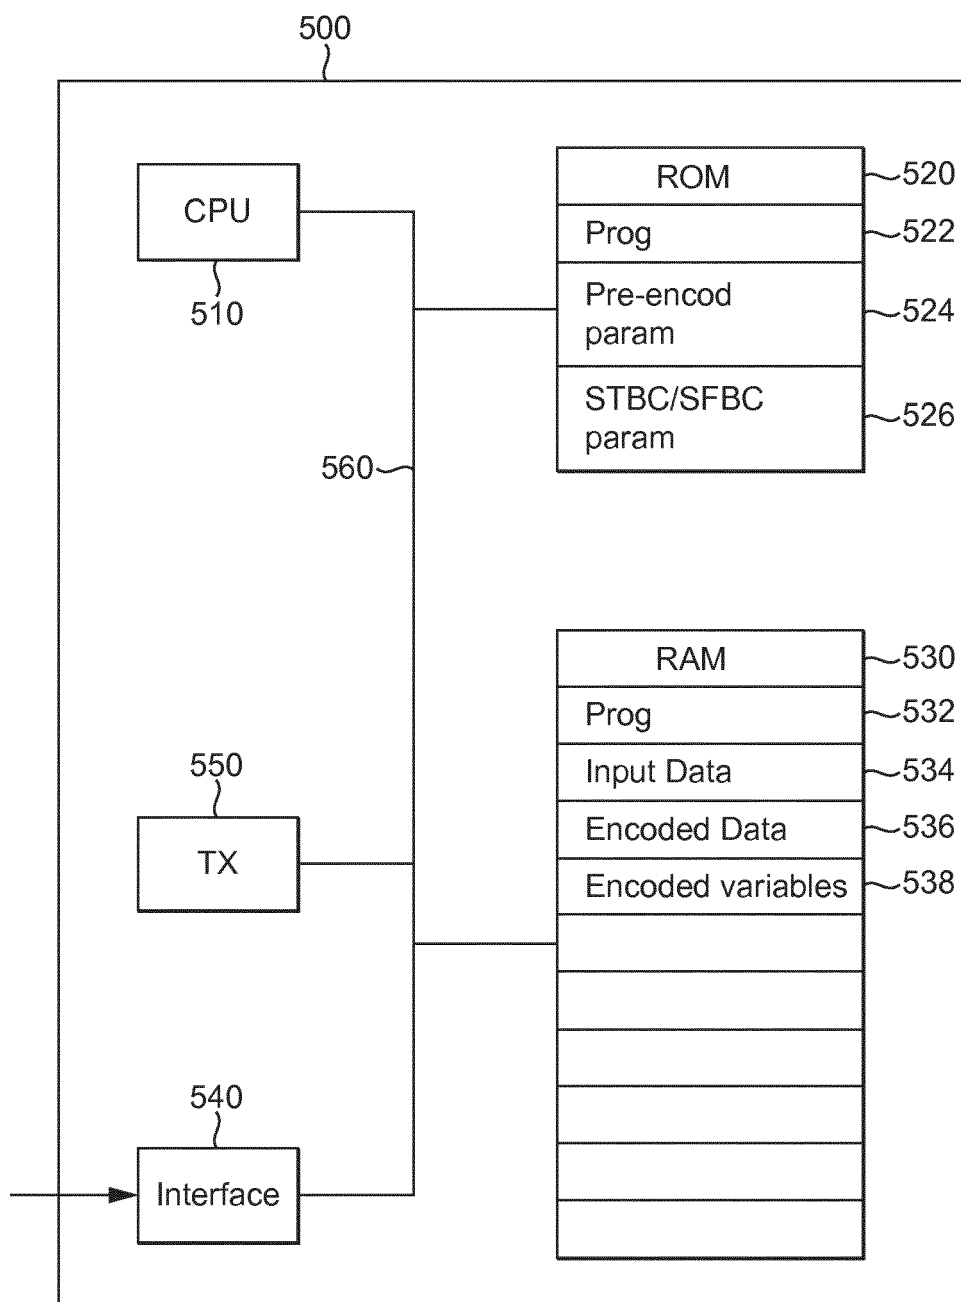 500
CPU
510
ROM
520
Prog
522
Pre-encod
param
524
STBC/SFBC
param
526
560
RAM
530
Prog
532
Input Data
534
Encoded Data
536
Encoded variables
538
550
TX
540
Interface